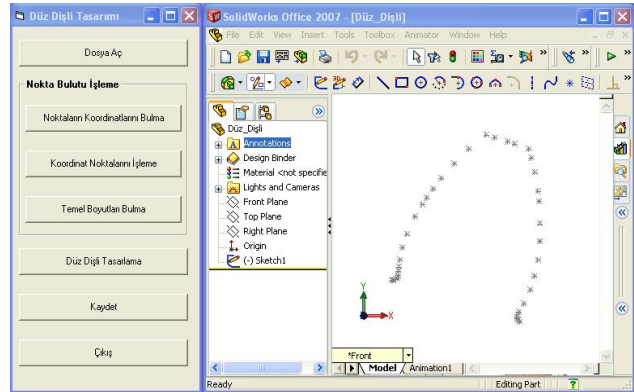 Düz Dişli Tasarımı
Dosya Aç
Nokta Bulutu İşleme
Noktaların Koordinatlarını Bulma
Koordinat Noktalarını İşleme
Temel Boyutları Bulma
Düz Dişli Tasarlama
Kaydet
Çıkış
SolidWorks Office 2007 - [Düz_Dişli]
File Edit View Insert Tools Toolbox Animator Window Help
Düz_Dişli
Annotations
Design Binder
Material <not specifie
Lights and Cameras
Front Plane
Top Plane
Right Plane
Origin
(-) Sketch1
Y
X
*Front
Model Animation1
Ready
Editing Part